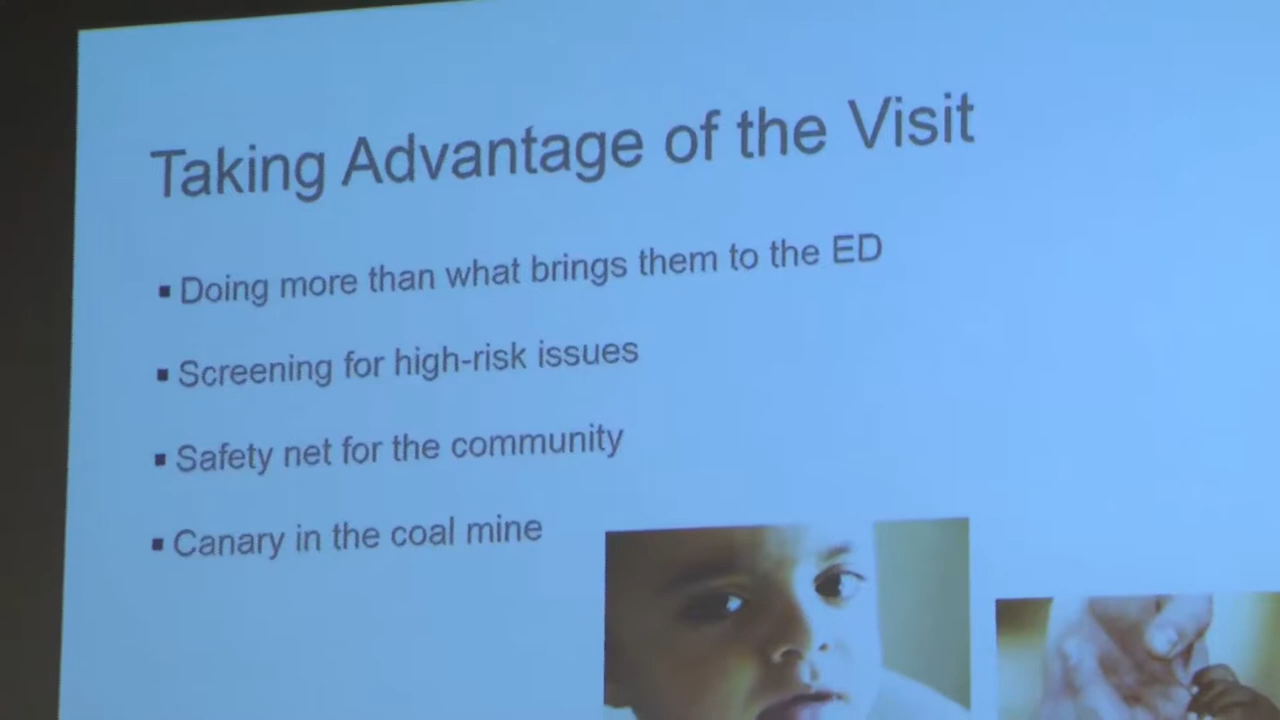 Taking Advantage of the Visit
▪ Doing more than what brings them to the ED
▪ Screening for high-risk issues
▪ Safety net for the community
▪ Canary in the coal mine